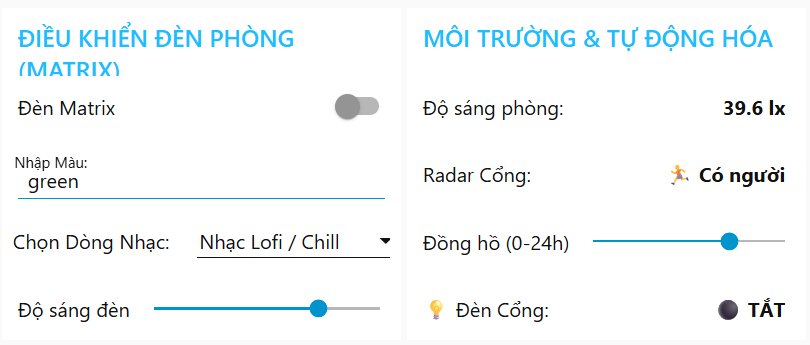 ĐIỀU KHIỂN ĐÈN PHÒNG
(MATRIX)
Đèn Matrix
Nhập Màu:
green
Chọn Dòng Nhạc: Nhạc Lofi / Chill
Độ sáng đèn
MÔI TRƯỜNG & TỰ ĐỘNG HÓA
Độ sáng phòng: 39.6 lx
Radar Cổng: 🏃 Có người
Đồng hồ (0-24h)
💡 Đèn Cổng: 🌑 TẮT